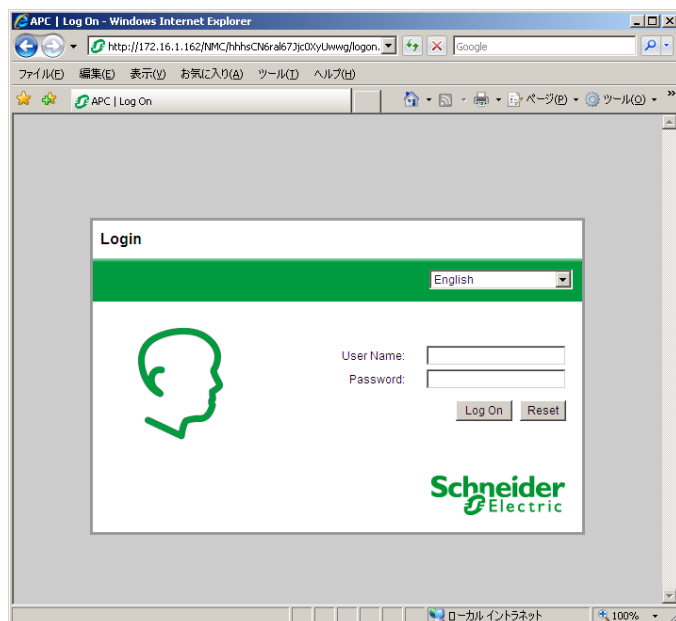 APC | Log On - Windows Internet Explorer
http://172.16.1.162/NMC/hhhsCN6ral67Jjc0XyUwwg/logon.
Google
ファイル(F) 編集(E) 表示(V) お気に入り(A) ツール(T) ヘルプ(H)
APC | Log On
ページ(P) ツール(O) »
Login
English
User Name:
Password:
Log On Reset
Schneider
Electric
ローカル イントラネット 100%